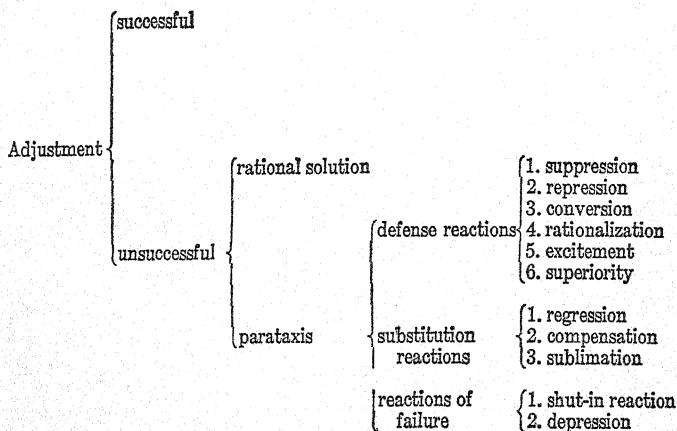 successful
Adjustment
rational solution
unsuccessful
parataxis
defense reactions
1. suppression
2. repression
3. conversion
4. rationalization
5. excitement
6. superiority
substitution
reactions
1. regression
2. compensation
3. sublimation
reactions of
failure
1. shut-in reaction
2. depression